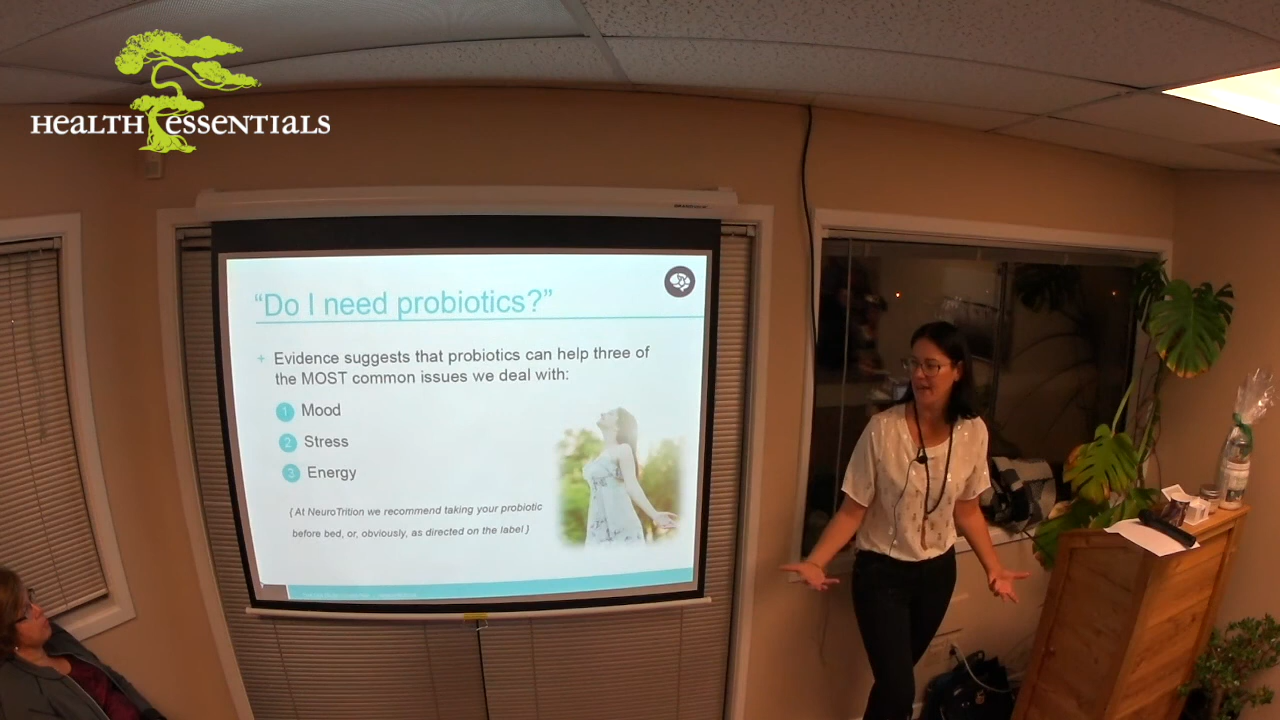 HEALTH ESSENTIALS
“Do I need probiotics?”
+ Evidence suggests that probiotics can help three of
the MOST common issues we deal with:
1 Mood
2 Stress
3 Energy
{ At NeuroTrition we recommend taking your probiotic
before bed, or, obviously, as directed on the label }